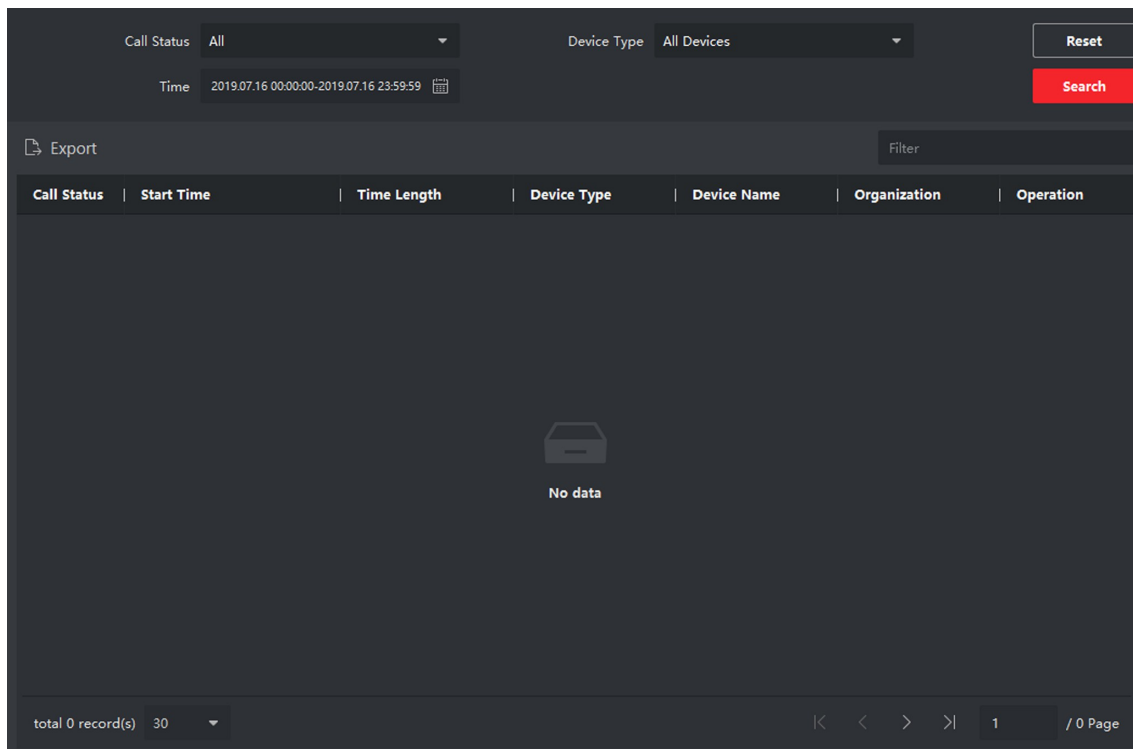 Call Status All Device Type All Devices Reset
Time 2019.07.16 00:00:00-2019.07.16 23:59:59 Search
Export Filter
Call Status | Start Time | Time Length | Device Type | Device Name | Organization | Operation
No data
total 0 record(s) 30 1 / 0 Page